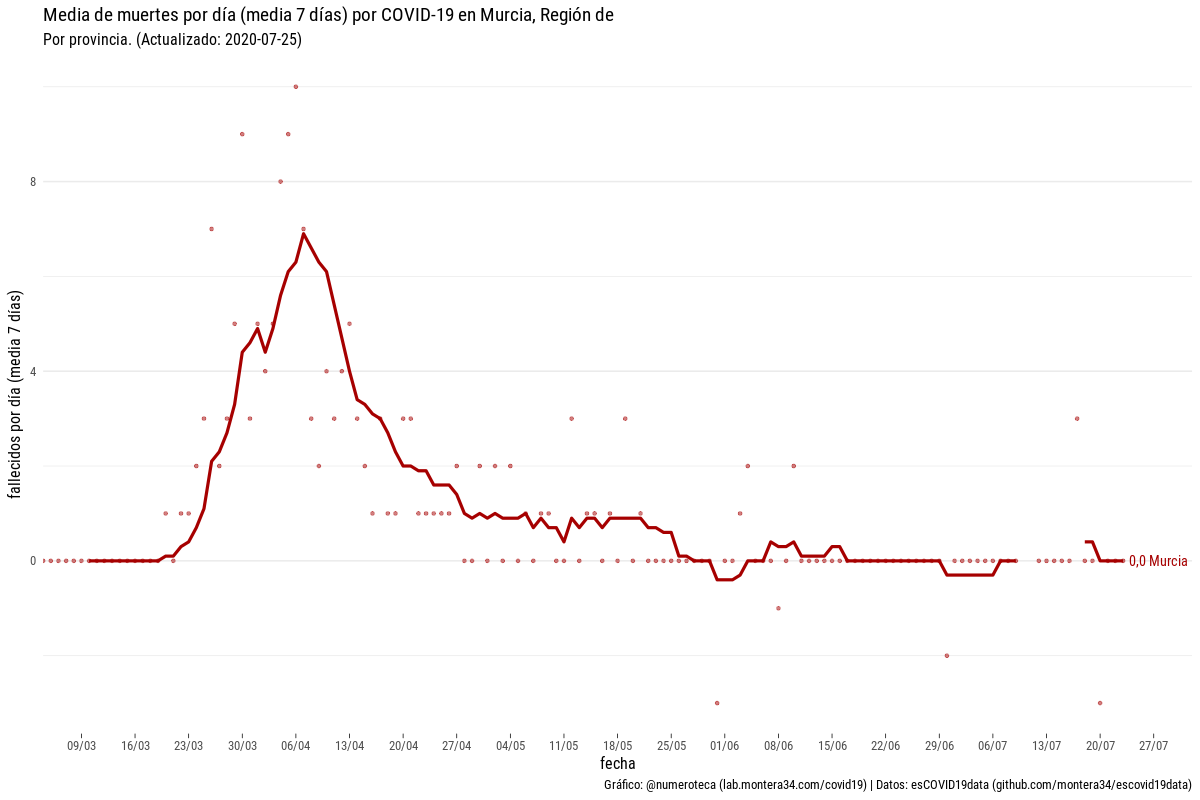 Media de muertes por día (media 7 días) por COVID-19 en Murcia, Región de
Por provincia. (Actualizado: 2020-07-25)
fallecidos por día (media 7 días)
8
4
0
0,0 Murcia
09/03 16/03 23/03 30/03 06/04 13/04 20/04 27/04 04/05 11/05 18/05 25/05 01/06 08/06 15/06 22/06 29/06 06/07 13/07 20/07 27/07
fecha
Gráfico: @numeroteca (lab.montera34.com/covid19) | Datos: esCOVID19data (github.com/montera34/escovid19data)